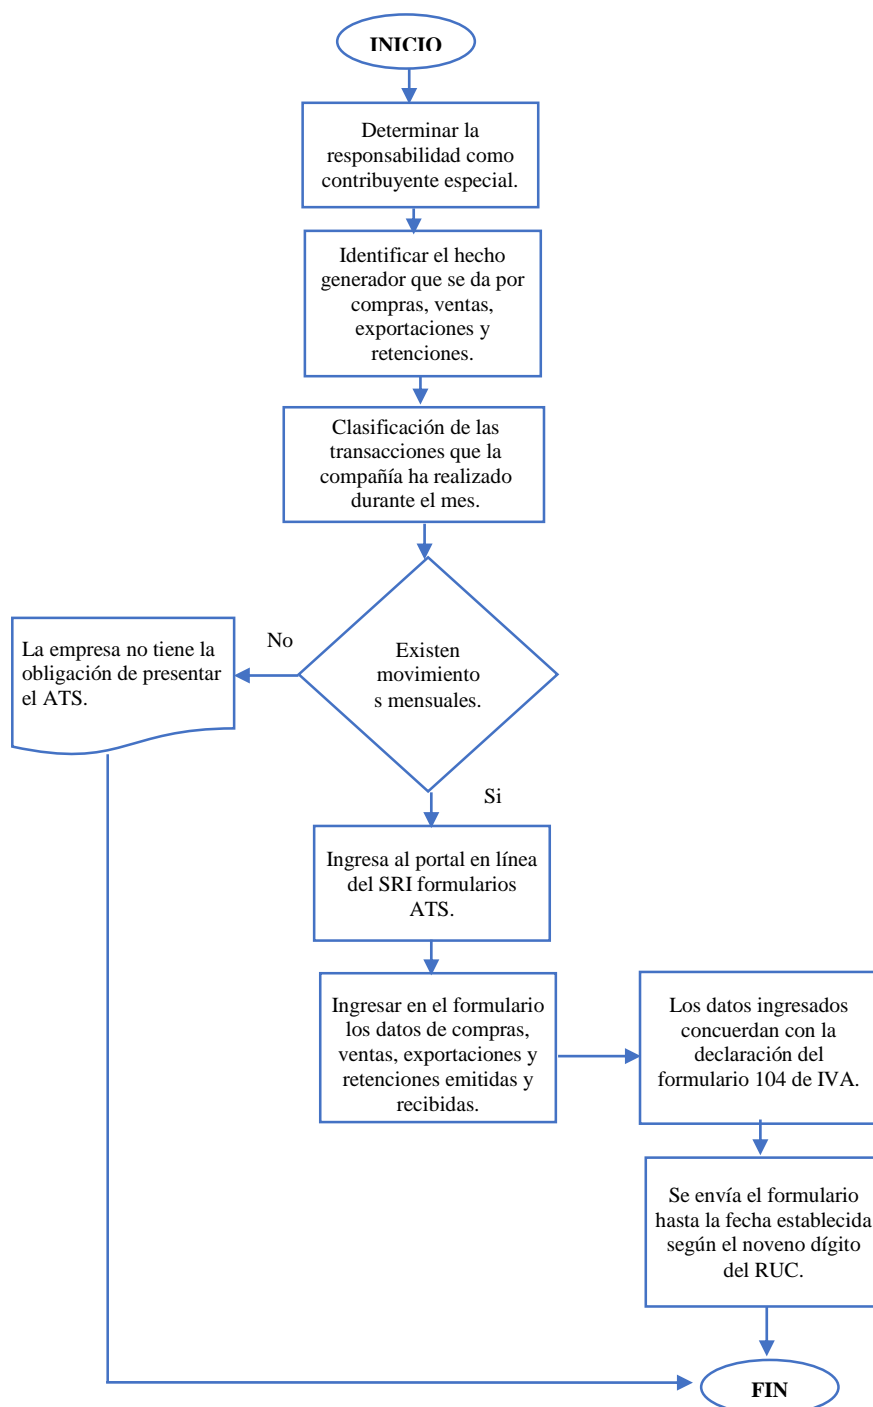 INICIO
Determinar la
responsabilidad como
contribuyente especial.
Identificar el hecho
generador que se da por
compras, ventas,
exportaciones y
retenciones.
Clasificación de las
transacciones que la
compañía ha realizado
durante el mes.
Existen
movimiento
s mensuales.
No
La empresa no tiene la
obligación de presentar
el ATS.
Si
Ingresa al portal en línea
del SRI formularios
ATS.
Ingresar en el formulario
los datos de compras,
ventas, exportaciones y
retenciones emitidas y
recibidas.
Los datos ingresados
concuerdan con la
declaración del
formulario 104 de IVA.
Se envía el formulario
hasta la fecha establecida
según el noveno dígito
del RUC.
FIN